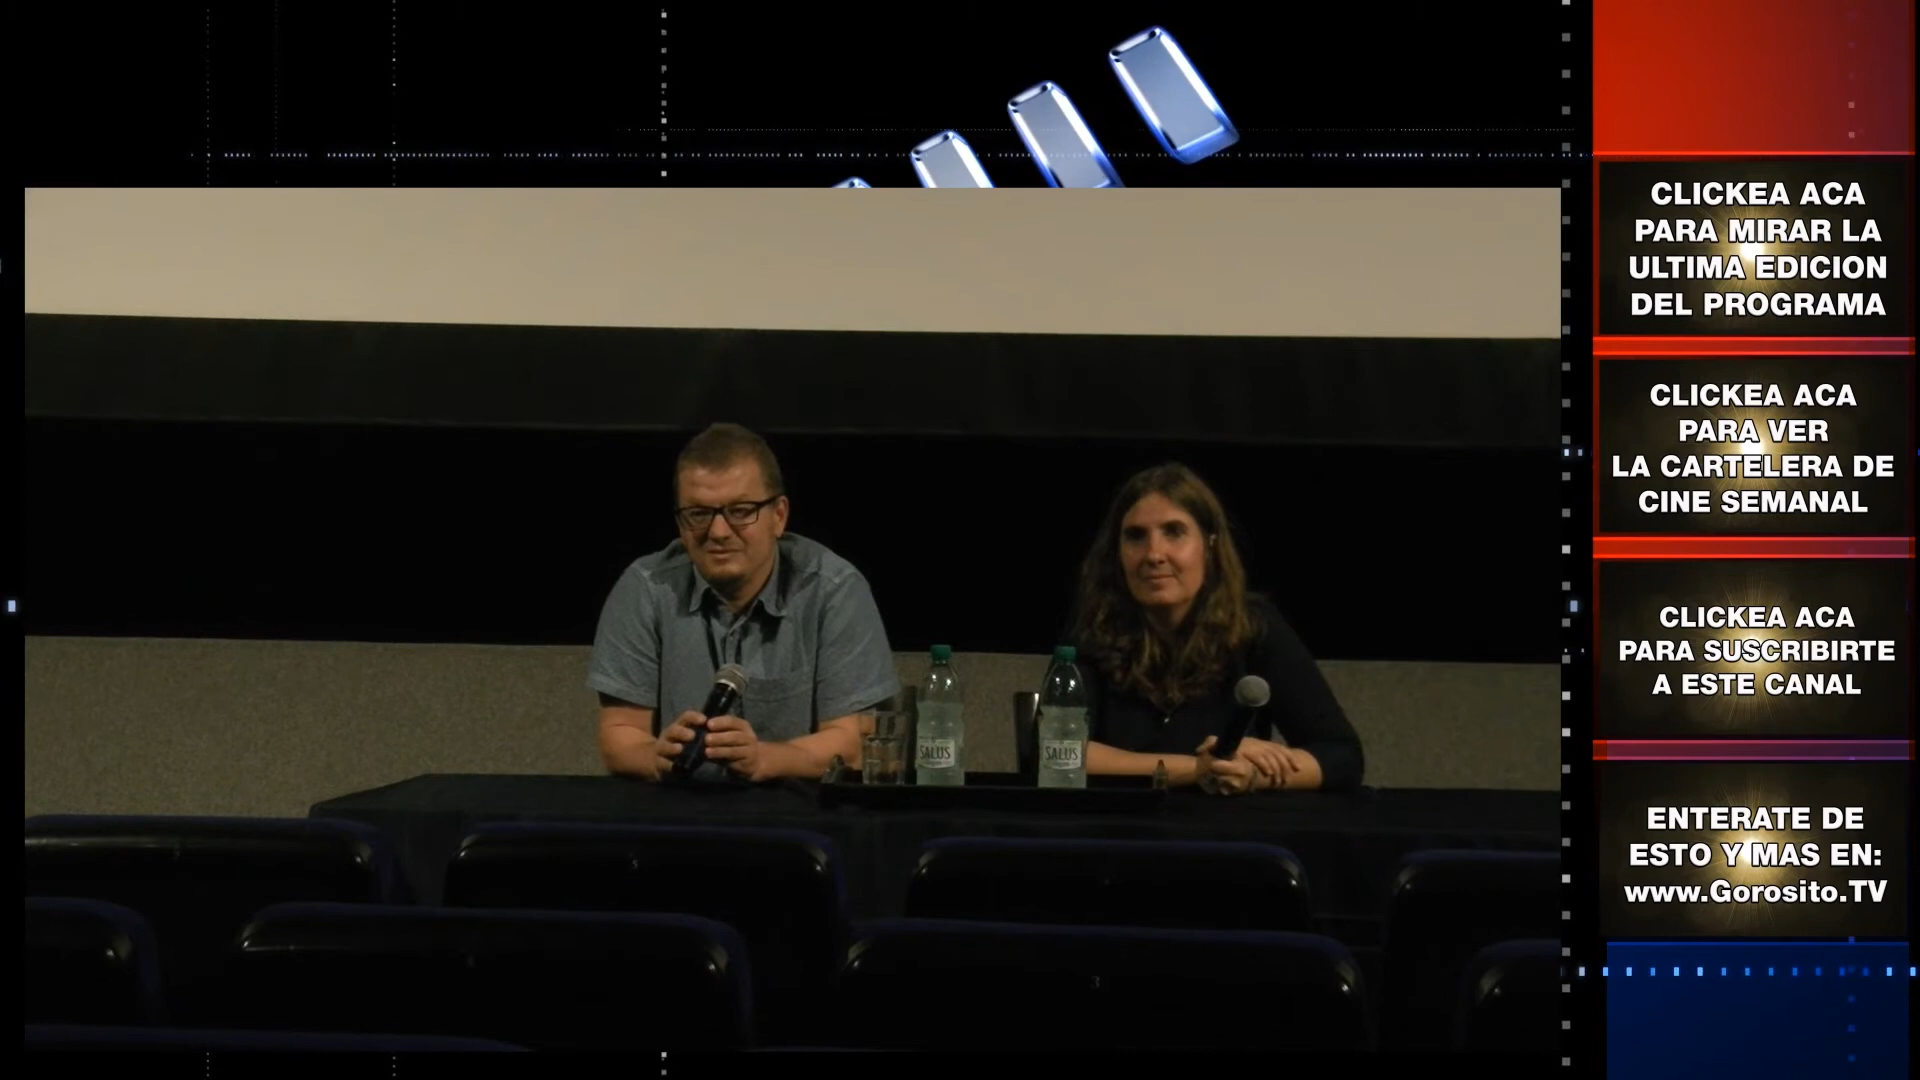 CLICKEA ACA
PARA MIRAR LA
ULTIMA EDICION
DEL PROGRAMA
CLICKEA ACA
PARA VER
LA CARTELERA DE
CINE SEMANAL
CLICKEA ACA
PARA SUSCRIBIRTE
A ESTE CANAL
ENTERATE DE
ESTO Y MAS EN:
www.Gorosito.TV
SALUS
SALUS
3